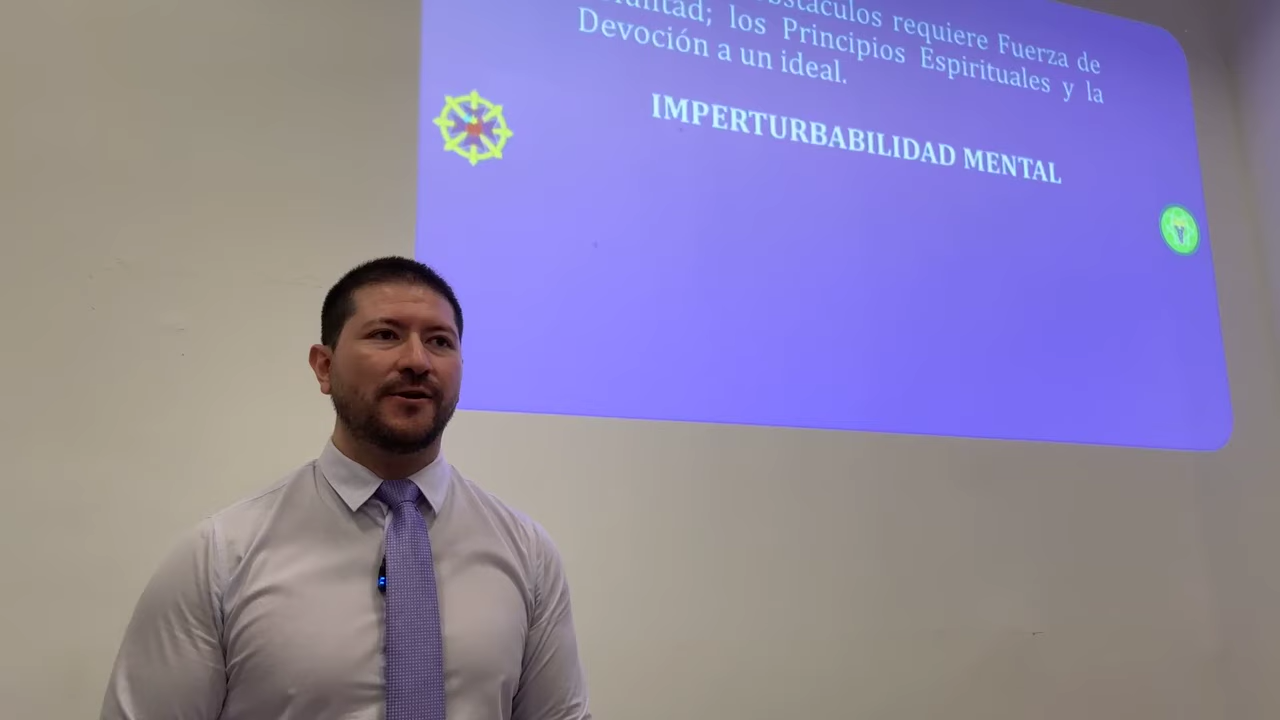 obstáculos requiere Fuerza de
Voluntad; los Principios Espirituales y la
Devoción a un ideal.
IMPERTURBABILIDAD MENTAL